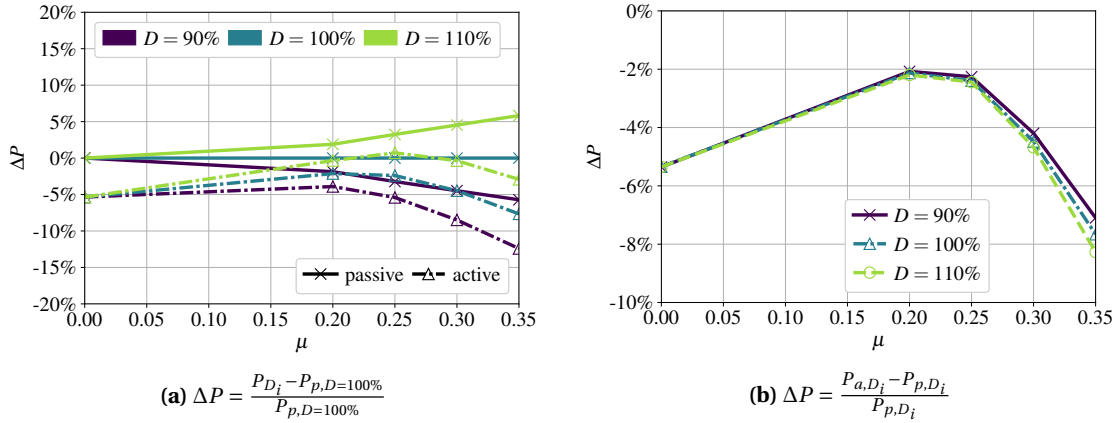 20%
15%
10%
5%
0%
-5%
-10%
-15%
-20%
ΔP
D = 90% D = 100% D = 110%
passive active
0.00 0.05 0.10 0.15 0.20 0.25 0.30 0.35
μ
(a) ΔP = \frac{P_{D_i} - P_{p,D=100\%}}{P_{p,D=100\%}}
0%
-2%
-4%
-6%
-8%
-10%
ΔP
D = 90%
D = 100%
D = 110%
0.00 0.05 0.10 0.15 0.20 0.25 0.30 0.35
μ
(b) ΔP = \frac{P_{a,D_i} - P_{p,D_i}}{P_{p,D_i}}